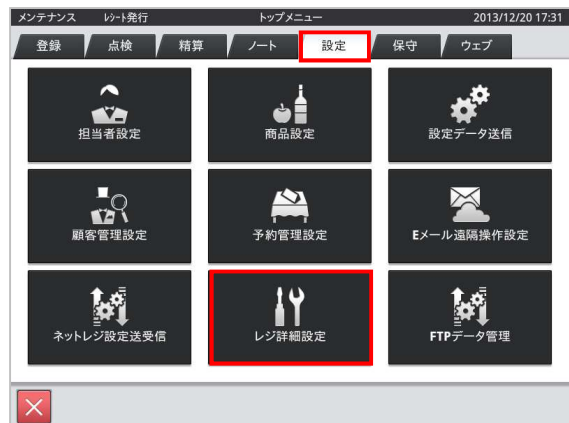 メンテナンス レシート発行 トップメニュー 2013/12/20 17:31
登録 点検 精算 ノート 設定 保守 ウェブ
担当者設定 商品設定 設定データ送信
顧客管理設定 予約管理設定 Eメール遠隔操作設定
ネットレジ設定送受信 レジ詳細設定 FTPデータ管理